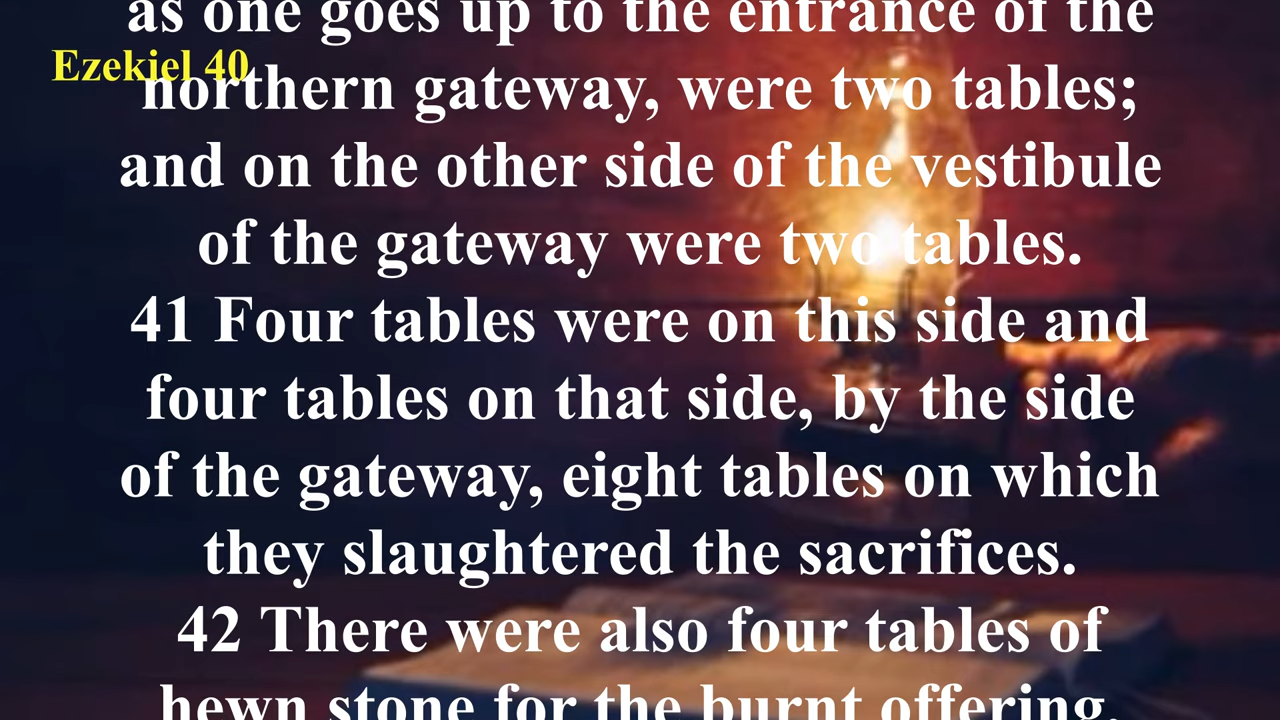 as one goes up to the entrance of the
Ezekiel 40
northern gateway, were two tables;
and on the other side of the vestibule
of the gateway were two tables.
41 Four tables were on this side and
four tables on that side, by the side
of the gateway, eight tables on which
they slaughtered the sacrifices.
42 There were also four tables of
hewn stone for the burnt offering,